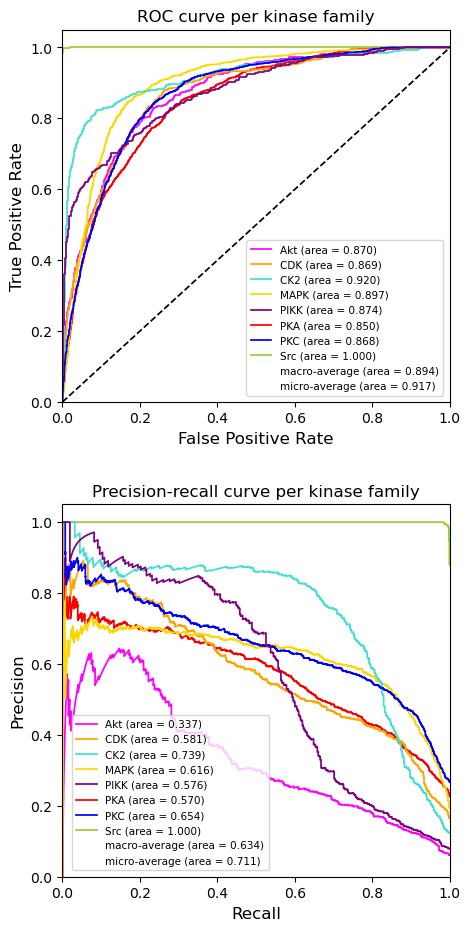 ROC curve per kinase family
1.0
0.8
0.6
0.4
0.2
0.0
True Positive Rate
Akt (area = 0.870)
CDK (area = 0.869)
CK2 (area = 0.920)
MAPK (area = 0.897)
PIKK (area = 0.874)
PKA (area = 0.850)
PKC (area = 0.868)
Src (area = 1.000)
macro-average (area = 0.894)
micro-average (area = 0.917)
0.0 0.2 0.4 0.6 0.8 1.0
False Positive Rate
Precision-recall curve per kinase family
1.0
0.8
0.6
0.4
0.2
0.0
Precision
Akt (area = 0.337)
CDK (area = 0.581)
CK2 (area = 0.739)
MAPK (area = 0.616)
PIKK (area = 0.576)
PKA (area = 0.570)
PKC (area = 0.654)
Src (area = 1.000)
macro-average (area = 0.634)
micro-average (area = 0.711)
0.0 0.2 0.4 0.6 0.8 1.0
Recall